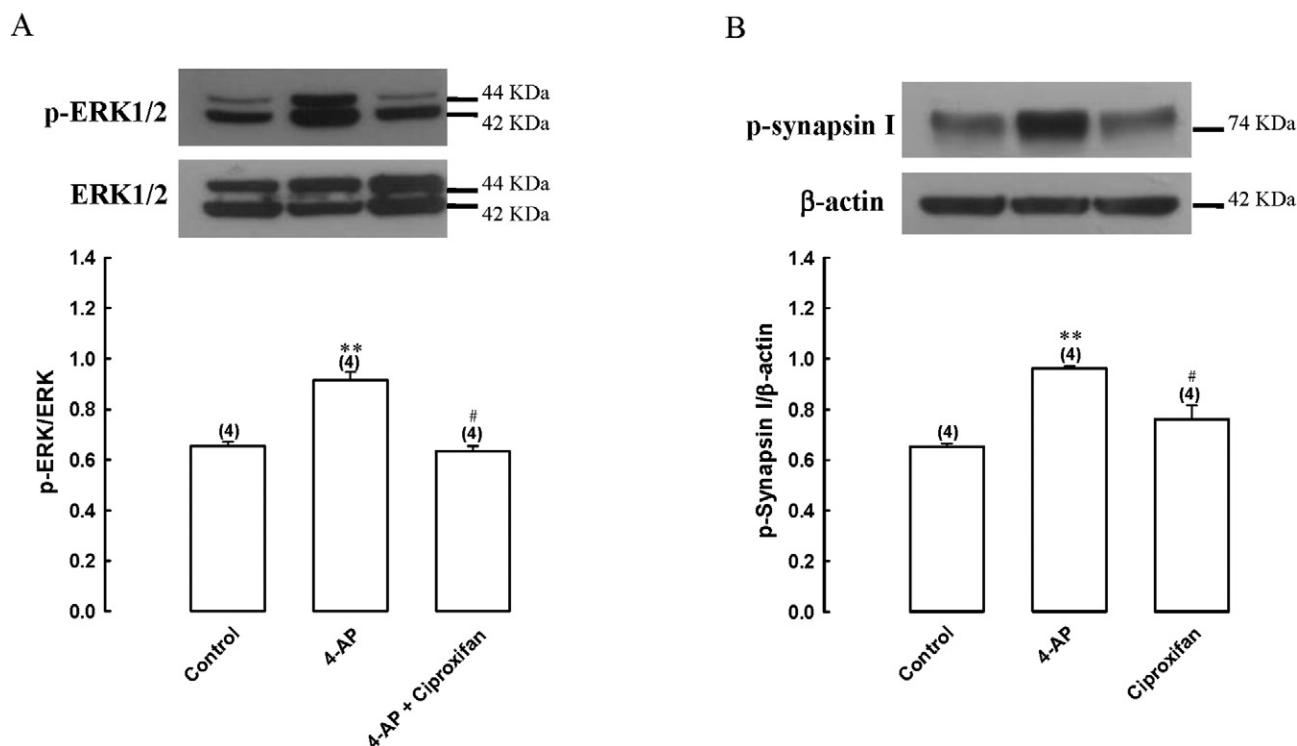 A
p-ERK1/2
44 KDa
42 KDa
ERK1/2
44 KDa
42 KDa
p-ERK/ERK
1.4
1.2
1.0
0.8
0.6
0.4
0.2
0.0
(4)
**
(4)
#
(4)
Control
4-AP
4-AP + Ciproxifan
B
p-synapsin I
74 KDa
β-actin
42 KDa
p-Synapsin I/β-actin
1.4
1.2
1.0
0.8
0.6
0.4
0.2
0.0
(4)
**
(4)
#
(4)
Control
4-AP
Ciproxifan